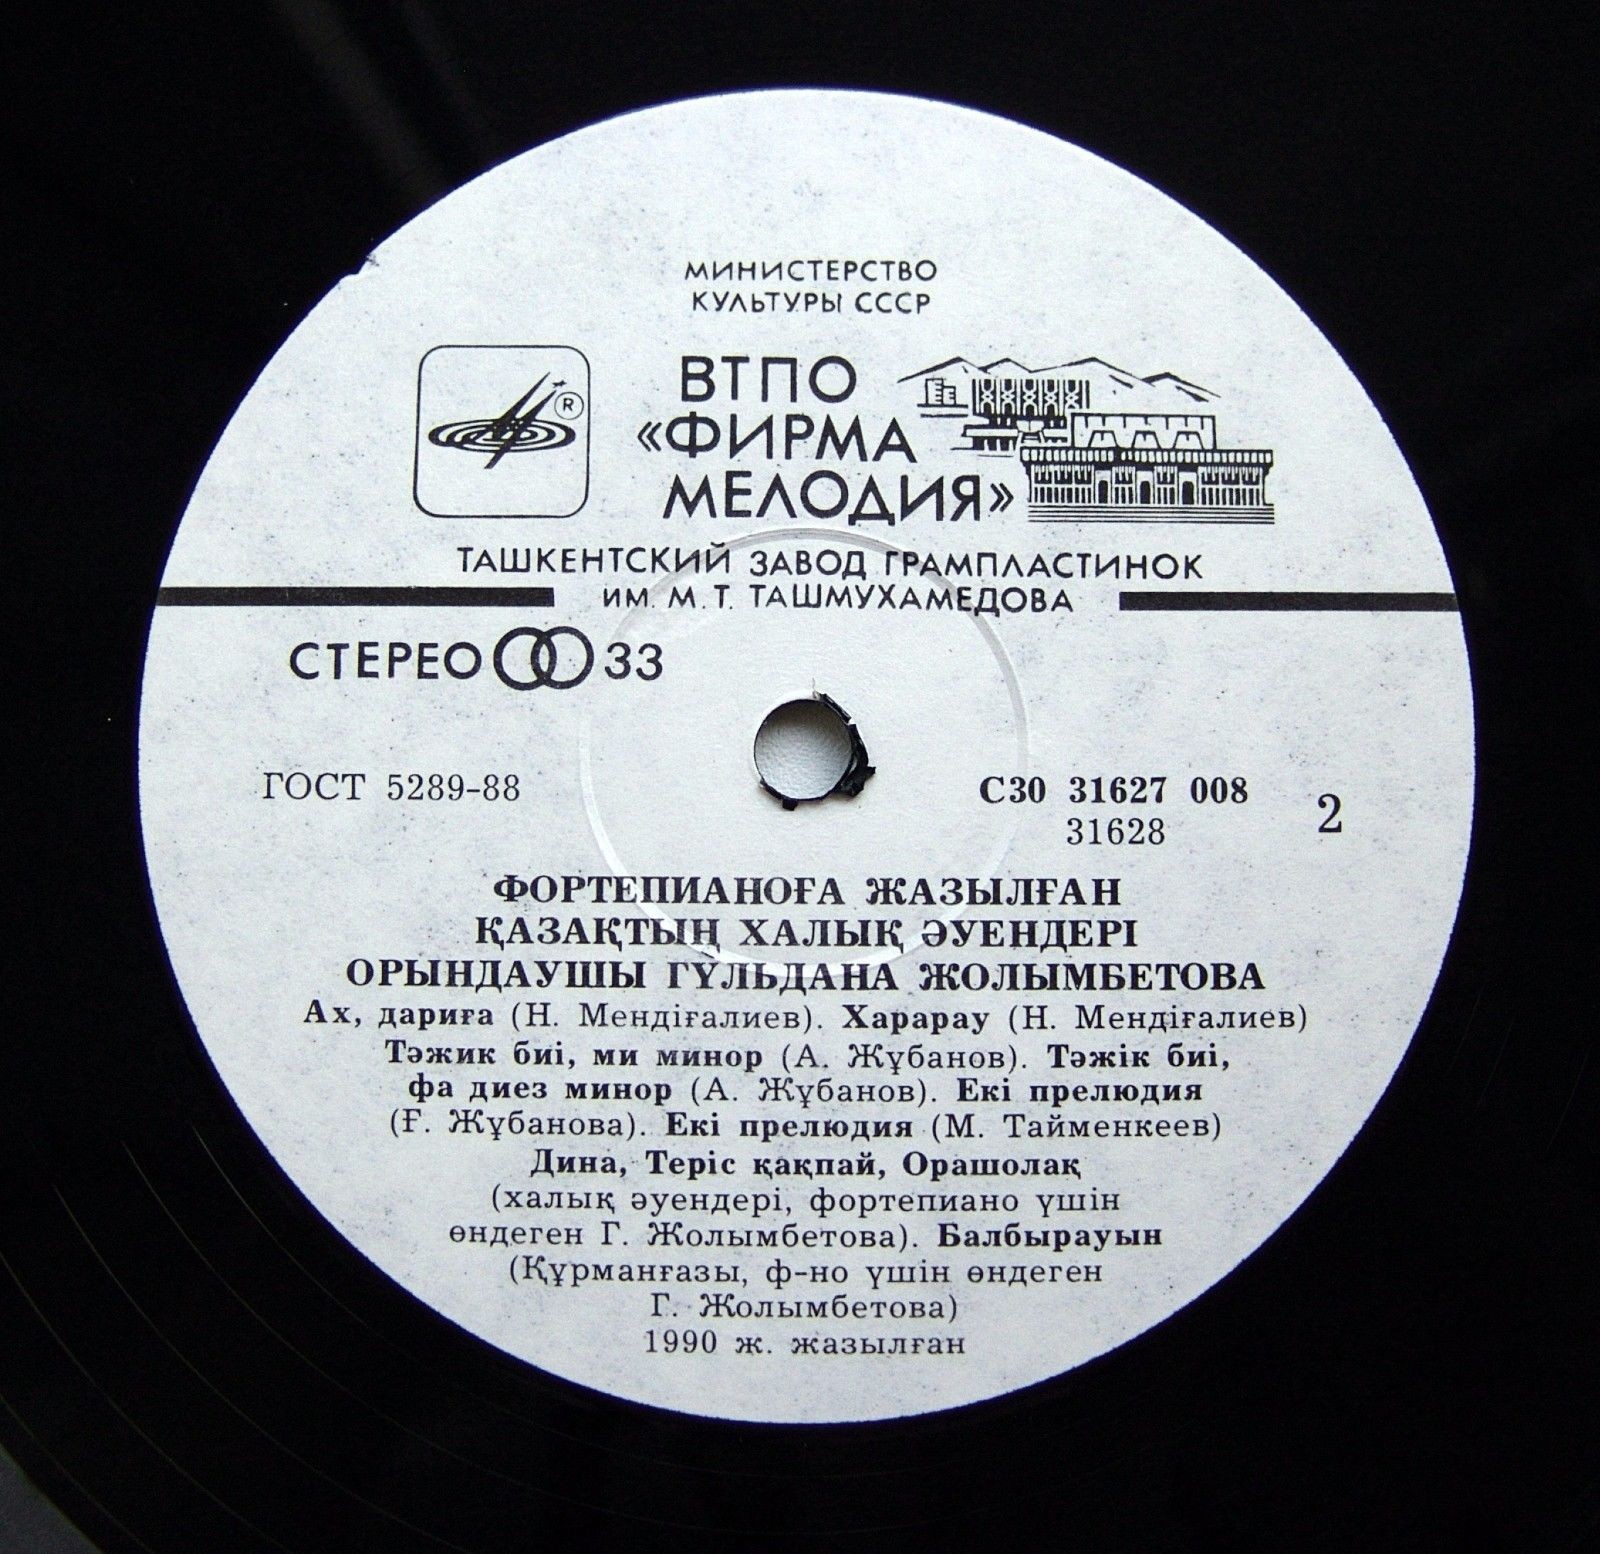 МИНИСТЕРСТВО
КУЛЬТУРЫ СССР
ВТПО
«ФИРМА
МЕЛОДИЯ»
®
ТАШКЕНТСКИЙ ЗАВОД ГРАМПЛАСТИНОК
ИМ. М. Т. ТАШМУХАМЕДОВА
СТЕРЕО 33
ГОСТ 5289-88
С30 31627 008
31628
2
ФОРТЕПИАНОҒА ЖАЗЫЛҒАН
ҚАЗАҚТЫҢ ХАЛЫҚ ӘУЕНДЕРІ
ОРЫНДАУШЫ ГҮЛЬДАНА ЖОЛЫМБЕТОВА
Ах, дариға (Н. Мендіғалиев). Харарау (Н. Мендіғалиев)
Тәжик биі, ми минор (А. Жұбанов). Тәжік биі,
фа диез минор (А. Жұбанов). Екі прелюдия
(Ғ. Жұбанова). Екі прелюдия (М. Тайменкеев)
Дина, Теріс қақпай, Орашолақ
(халық әуендері, фортепиано үшін
өндеген Г. Жолымбетова). Балбырауын
(Құрманғазы, ф-но үшін өндеген
Г. Жолымбетова)
1990 ж. жазылған